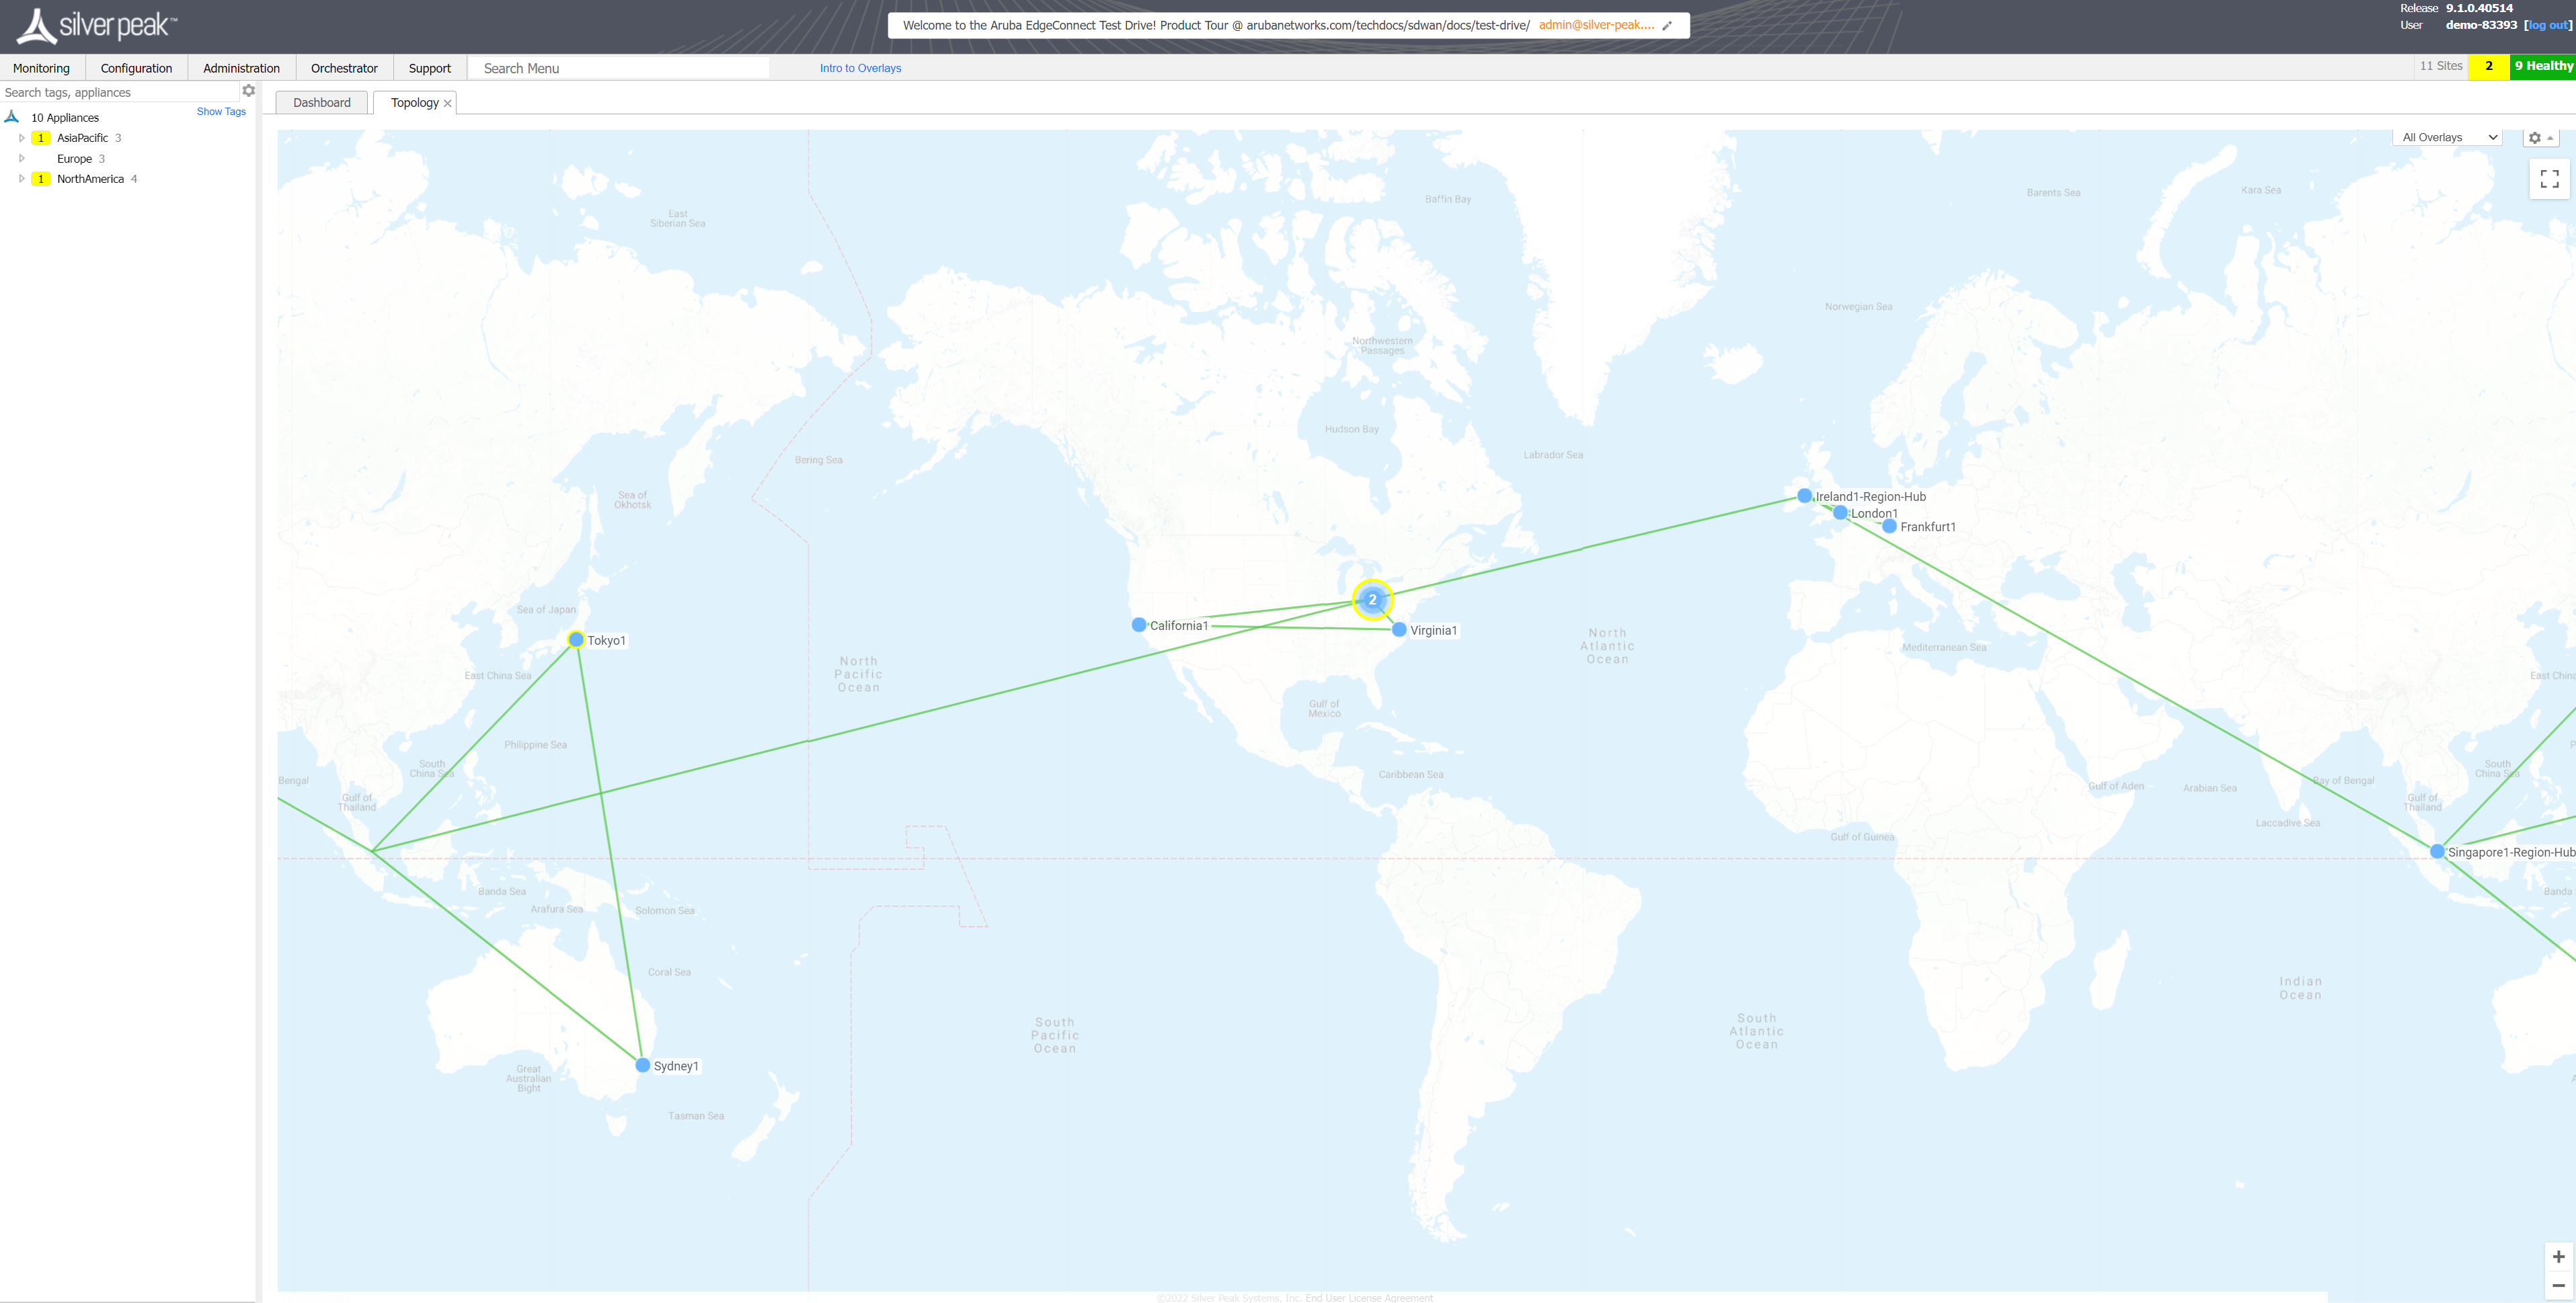 silver peak™
Welcome to the Aruba EdgeConnect Test Drive! Product Tour @ arubanetworks.com/techdocs/sdwan/docs/test-drive/ admin@silver-peak....
Release 9.1.0.40514
User demo-83393 [log out]
Monitoring Configuration Administration Orchestrator Support Search Menu Intro to Overlays 11 Sites 2 9 Healthy
Search tags, appliances
Show Tags
10 Appliances
1 AsiaPacific 3
Europe 3
1 NorthAmerica 4
Dashboard Topology
All Overlays
East
Siberian Sea
Baffin Bay
Barents Sea
Kara Sea
Norwegian Sea
Northwestern
Passages
Hudson Bay
Labrador Sea
Bering Sea
Sea of
Okhotsk
Ireland1-Region-Hub
London1
Frankfurt1
2
Sea of Japan
California1
Virginia1
Tokyo1
North
Atlantic
Ocean
Mediterranean Sea
North
Pacific
Ocean
East China Sea
East China
Gulf of
Mexico
Philippine Sea
South
China Sea
Bengal
Gulf of
Thailand
Caribbean Sea
Gulf of Aden
Arabian Sea
Bay of Bengal
South
China Sea
Gulf of
Thailand
Laccadive Sea
Gulf of Guinea
Singapore1-Region-Hub
Banda Sea
Banda
Arafura Sea
Solomon Sea
Coral Sea
Indian
Ocean
South
Pacific
Ocean
South
Atlantic
Ocean
Sydney1
Great
Australian
Bight
Tasman Sea
©2022 Silver Peak Systems, Inc. End User License Agreement